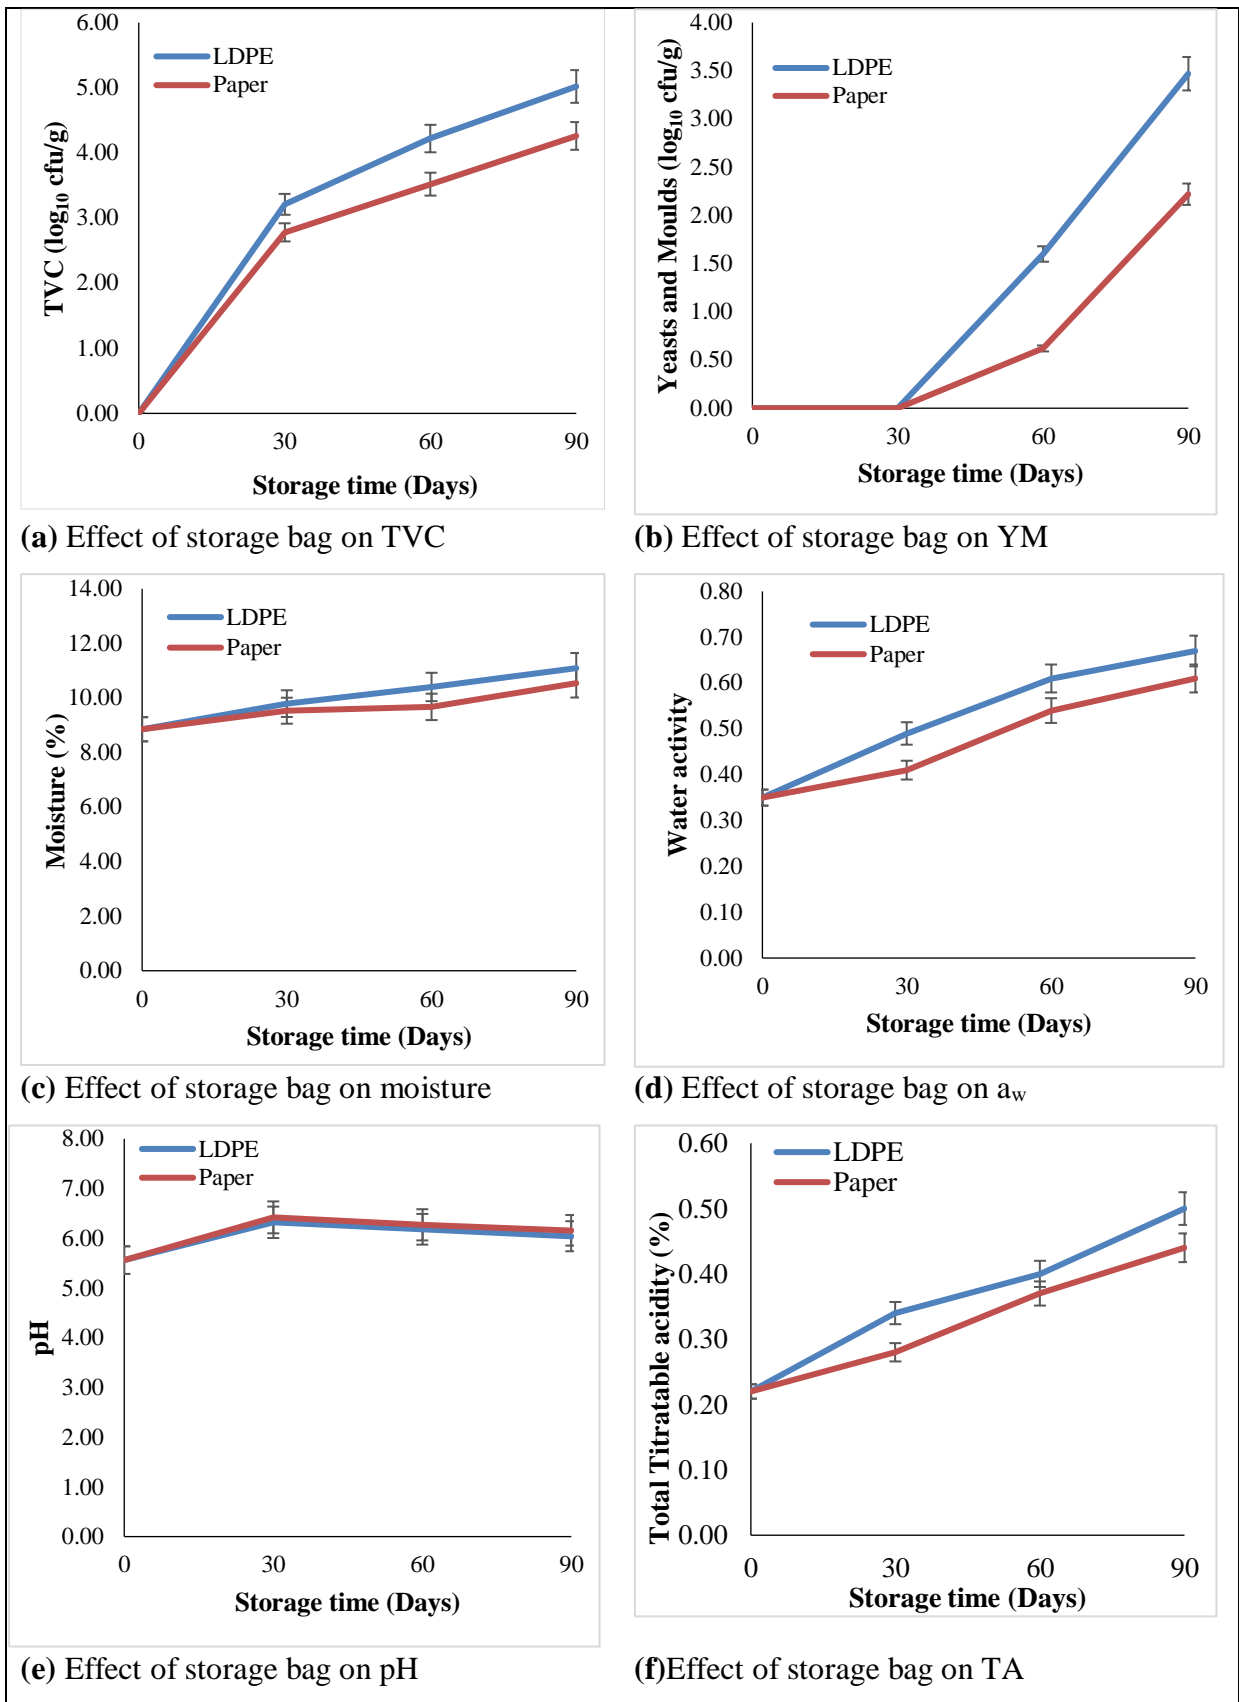 6.00
5.00
4.00
3.00
2.00
1.00
0.00
TVC (log10 cfu/g)
LDPE
Paper
0 30 60 90
Storage time (Days)
(a) Effect of storage bag on TVC
4.00
3.50
3.00
2.50
2.00
1.50
1.00
0.50
0.00
Yeasts and Moulds (log10 cfu/g)
LDPE
Paper
0 30 60 90
Storage time (Days)
(b) Effect of storage bag on YM
14.00
12.00
10.00
8.00
6.00
4.00
2.00
0.00
Moisture (%)
LDPE
Paper
0 30 60 90
Storage time (Days)
(c) Effect of storage bag on moisture
0.80
0.70
0.60
0.50
0.40
0.30
0.20
0.10
0.00
Water activity
LDPE
Paper
0 30 60 90
Storage time (Days)
(d) Effect of storage bag on aw
8.00
7.00
6.00
5.00
4.00
3.00
2.00
1.00
0.00
pH
LDPE
Paper
0 30 60 90
Storage time (Days)
(e) Effect of storage bag on pH
0.60
0.50
0.40
0.30
0.20
0.10
0.00
Total Titratable acidity (%)
LDPE
Paper
0 30 60 90
Storage time (Days)
(f)Effect of storage bag on TA